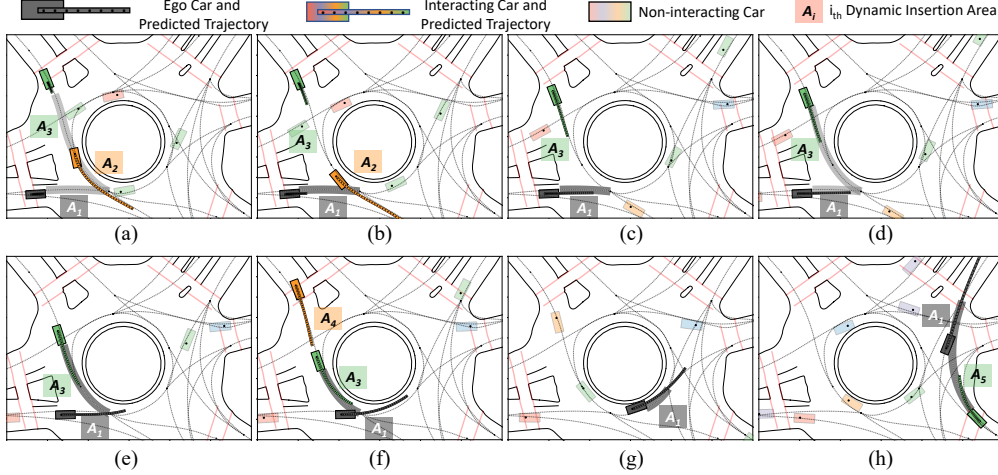 Ego Car and Predicted Trajectory
Interacting Car and Predicted Trajectory
Non-interacting Car
A_i i_th Dynamic Insertion Area
A_3 A_2 A_1
A_3 A_2 A_1
A_3 A_1
A_3 A_1
(a) (b) (c) (d)
A_3 A_1
A_4 A_3 A_1
A_1
A_1 A_5
(e) (f) (g) (h)